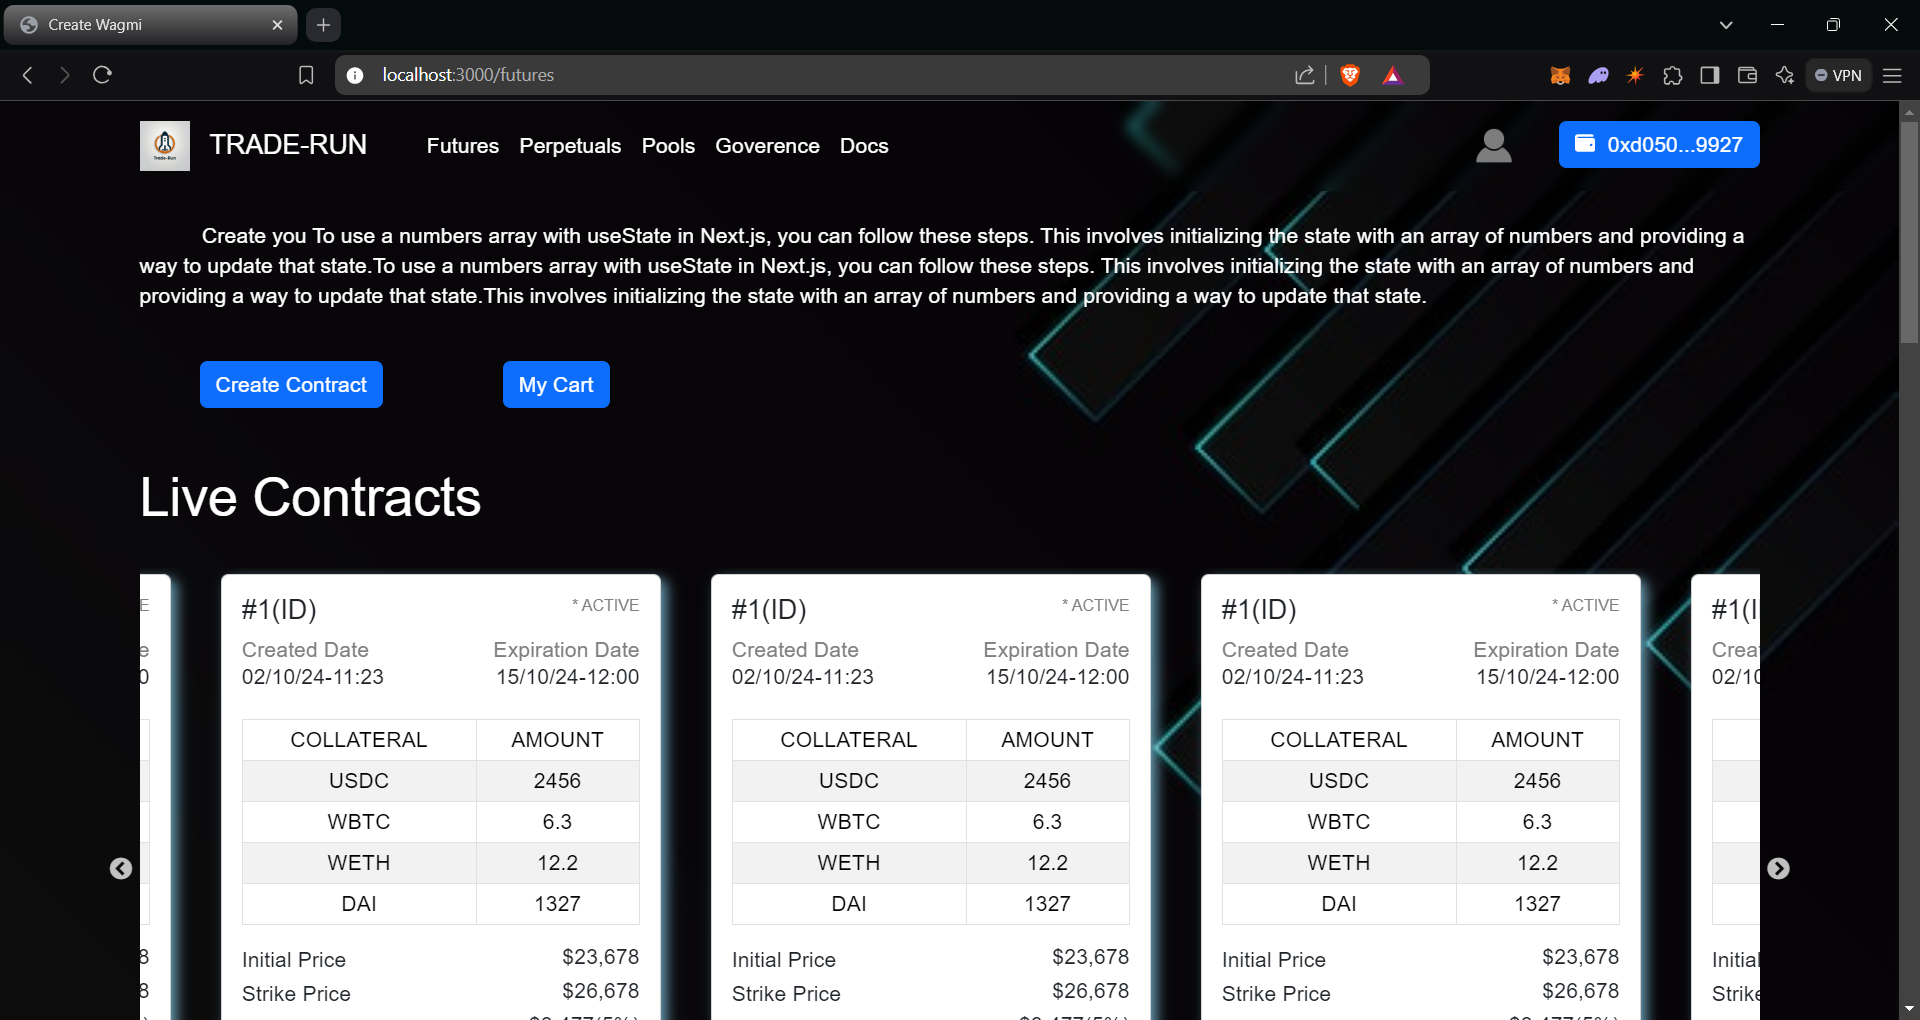 Create Wagmi
localhost:3000/futures
VPN
Trade-Run
TRADE-RUN
Futures Perpetuals Pools Goverence Docs
0xd050...9927
Create you To use a numbers array with useState in Next.js, you can follow these steps. This involves initializing the state with an array of numbers and providing a
way to update that state.To use a numbers array with useState in Next.js, you can follow these steps. This involves initializing the state with an array of numbers and
providing a way to update that state.This involves initializing the state with an array of numbers and providing a way to update that state.
Create Contract My Cart
Live Contracts
#1(ID) * ACTIVE
Created Date Expiration Date
02/10/24-11:23 15/10/24-12:00
COLLATERAL AMOUNT
USDC 2456
WBTC 6.3
WETH 12.2
DAI 1327
Initial Price $23,678
Strike Price $26,678
#1(ID) * ACTIVE
Created Date Expiration Date
02/10/24-11:23 15/10/24-12:00
COLLATERAL AMOUNT
USDC 2456
WBTC 6.3
WETH 12.2
DAI 1327
Initial Price $23,678
Strike Price $26,678
#1(ID) * ACTIVE
Created Date Expiration Date
02/10/24-11:23 15/10/24-12:00
COLLATERAL AMOUNT
USDC 2456
WBTC 6.3
WETH 12.2
DAI 1327
Initial Price $23,678
Strike Price $26,678
#1(I
Crea
02/10
Initial
Strike